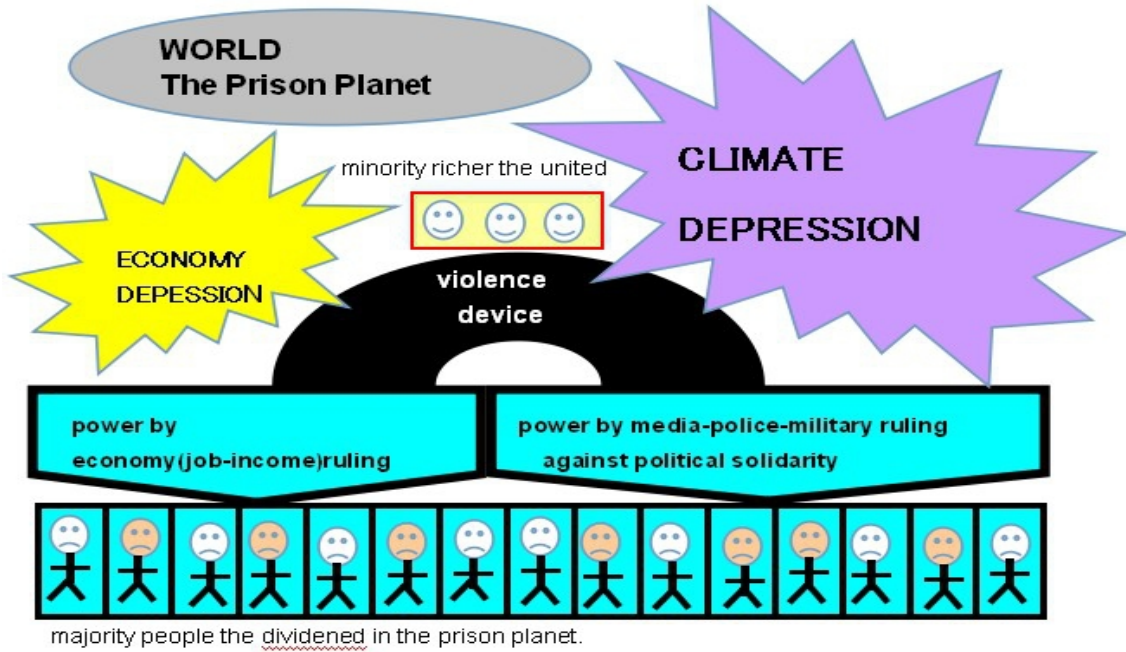 WORLD
The Prison Planet
CLIMATE
DEPRESSION
minority richer the united
ECONOMY
DEPESSION
violence
device
power by
economy(job-income)ruling
power by media-police-military ruling
against political solidarity
majority people the dividened in the prison planet.